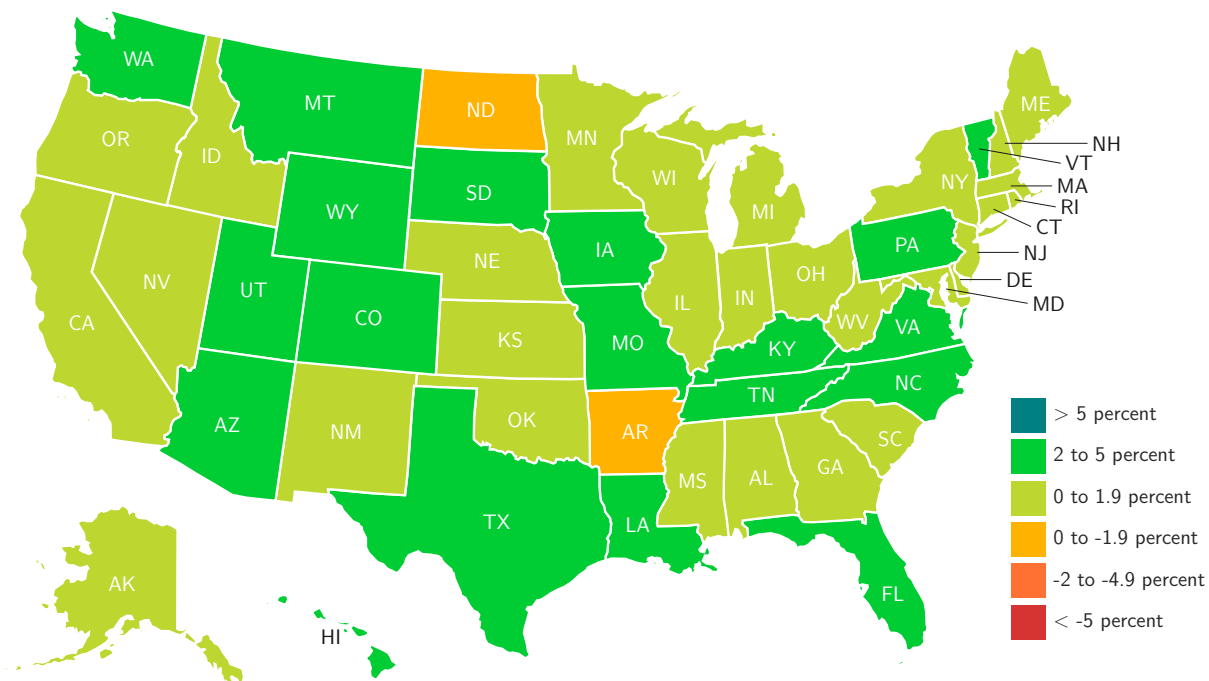 WA
MT
ND
MN
ME
OR
ID
NH
VT
WI
NY
SD
MA
RI
WY
MI
CT
PA
IA
NJ
NE
OH
NV
UT
DE
IN
IL
MD
CO
CA
WV
VA
KS
MO
KY
NC
TN
> 5 percent
AZ
NM
OK
AR
SC
2 to 5 percent
GA
MS
AL
0 to 1.9 percent
TX
LA
0 to -1.9 percent
AK
FL
-2 to -4.9 percent
HI
< -5 percent